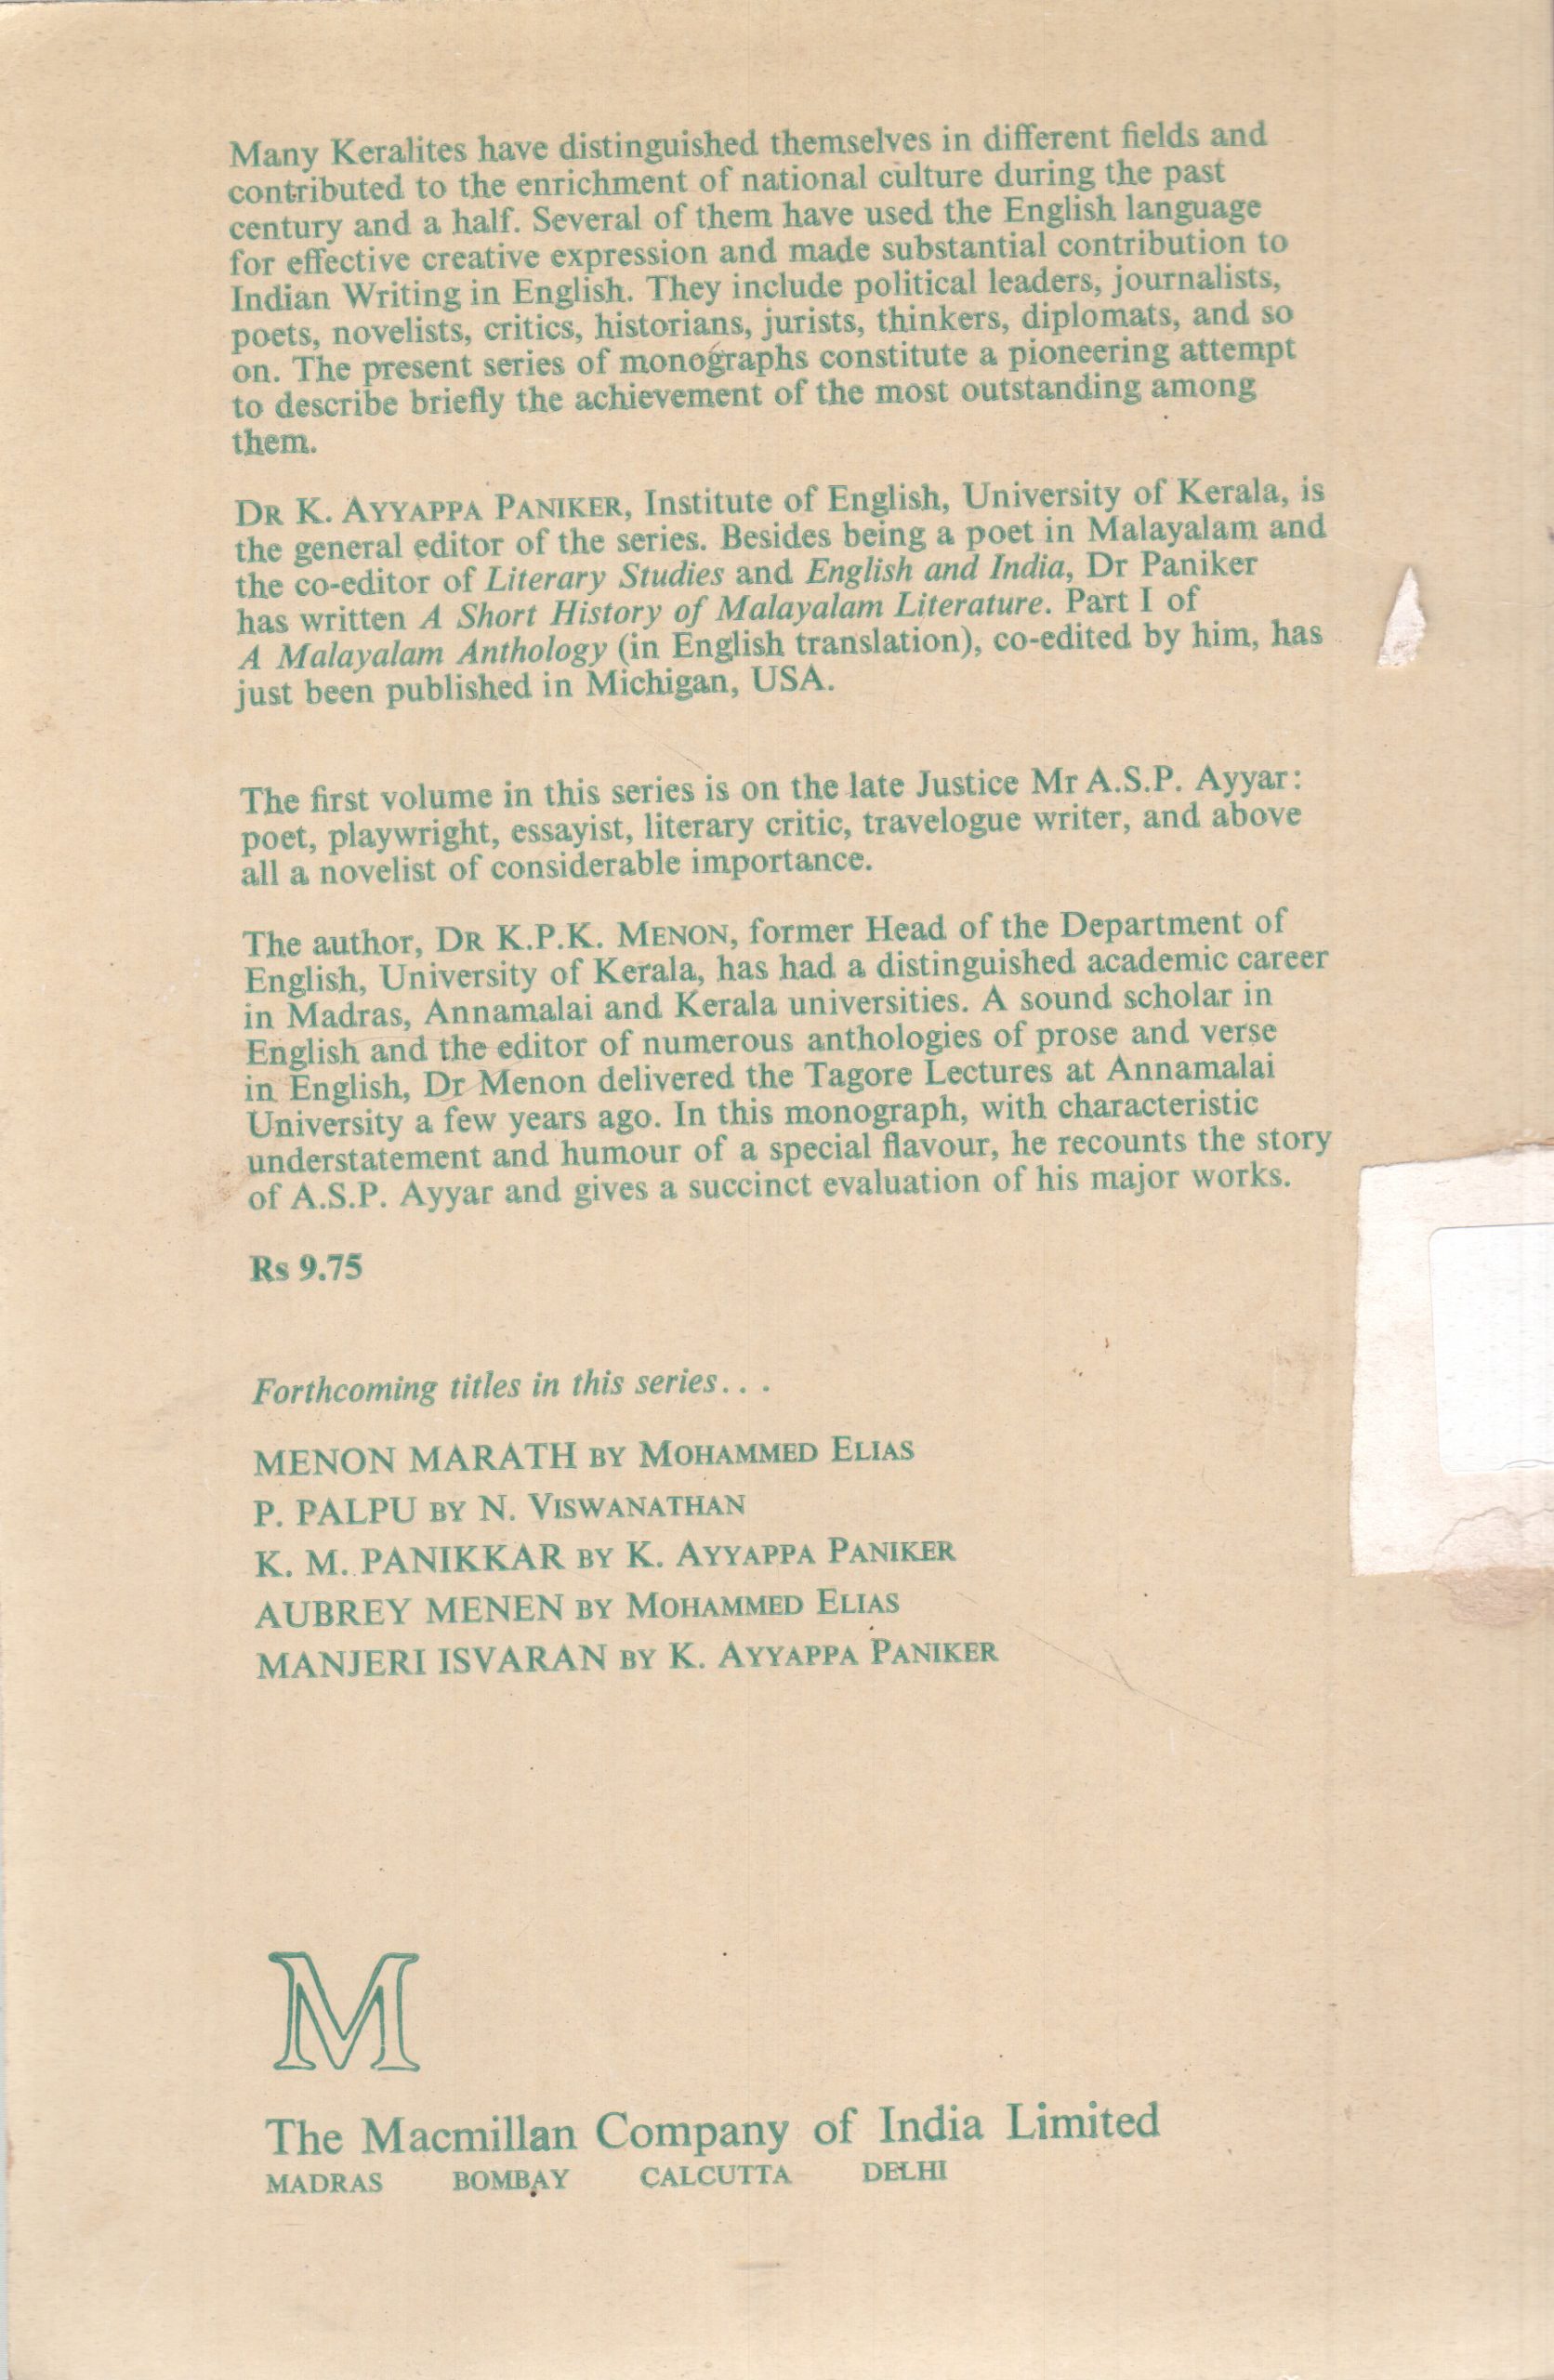 Many Keralites have distinguished themselves in different fields and
contributed to the enrichment of national culture during the past
century and a half. Several of them have used the English language
for effective creative expression and made substantial contribution to
Indian Writing in English. They include political leaders, journalists,
poets, novelists, critics, historians, jurists, thinkers, diplomats, and so
on. The present series of monographs constitute a pioneering attempt
to describe briefly the achievement of the most outstanding among
them.
DR K. AYYAPPA PANIKER, Institute of English, University of Kerala, is
the general editor of the series. Besides being a poet in Malayalam and
the co-editor of Literary Studies and English and India, Dr Paniker
has written A Short History of Malayalam Literature. Part I of
A Malayalam Anthology (in English translation), co-edited by him, has
just been published in Michigan, USA.
The first volume in this series is on the late Justice Mr A.S.P. Ayyar:
poet, playwright, essayist, literary critic, travelogue writer, and above
all a novelist of considerable importance.
The author, DR K.P.K. MENON, former Head of the Department of
English, University of Kerala, has had a distinguished academic career
in Madras, Annamalai and Kerala universities. A sound scholar in
English and the editor of numerous anthologies of prose and verse
in English, Dr Menon delivered the Tagore Lectures at Annamalai
University a few years ago. In this monograph, with characteristic
understatement and humour of a special flavour, he recounts the story
of A.S.P. Ayyar and gives a succinct evaluation of his major works.
Rs 9.75
Forthcoming titles in this series...
MENON MARATH BY MOHAMMED ELIAS
P. PALPU BY N. VISWANATHAN
K. M. PANIKKAR BY K. AYYAPPA PANIKER
AUBREY MENEN BY MOHAMMED ELIAS
MANJERI ISVARAN BY K. AYYAPPA PANIKER
M
The Macmillan Company of India Limited
MADRAS BOMBAY CALCUTTA DELHI